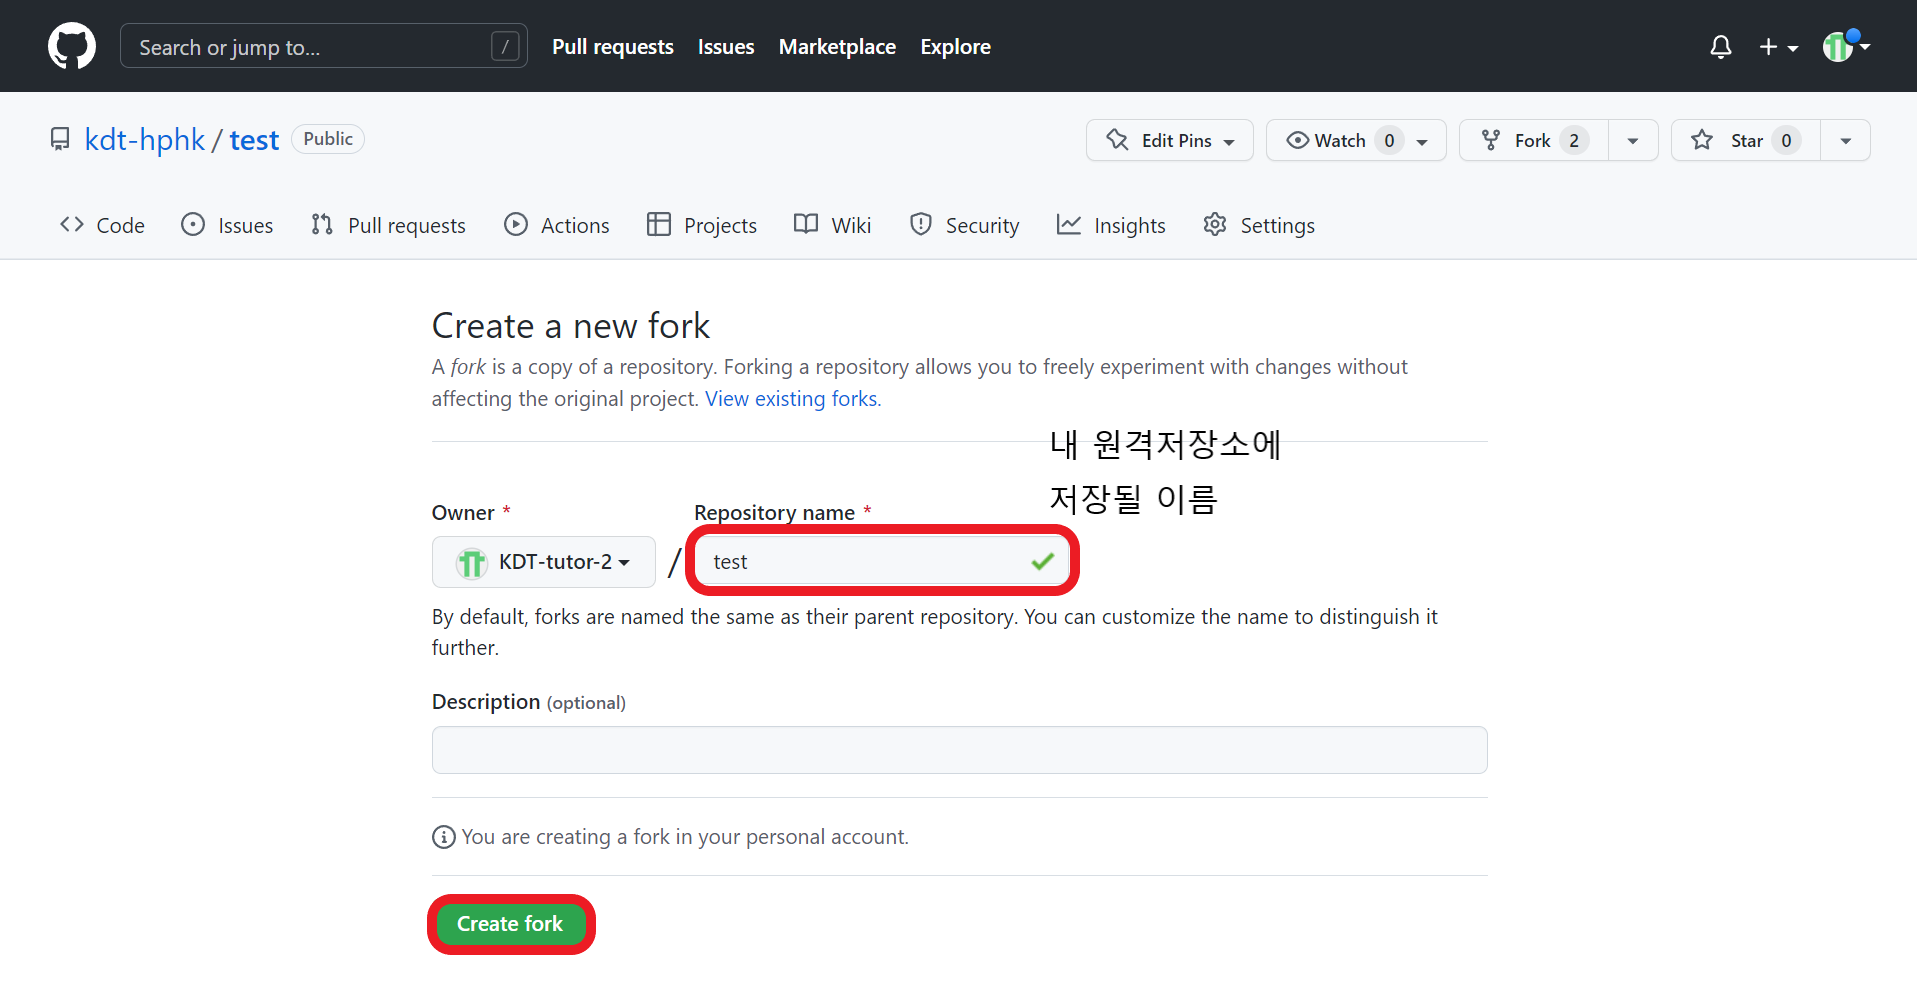 Search or jump to... /
Pull requests Issues Marketplace Explore
kdt-hphk / test Public
Edit Pins Watch 0 Fork 2 Star 0
Code Issues Pull requests Actions Projects Wiki Security Insights Settings
Create a new fork
A fork is a copy of a repository. Forking a repository allows you to freely experiment with changes without
affecting the original project. View existing forks.
내 원격저장소에
저장될 이름
Owner * Repository name *
KDT-tutor-2 / test
By default, forks are named the same as their parent repository. You can customize the name to distinguish it
further.
Description (optional)
You are creating a fork in your personal account.
Create fork